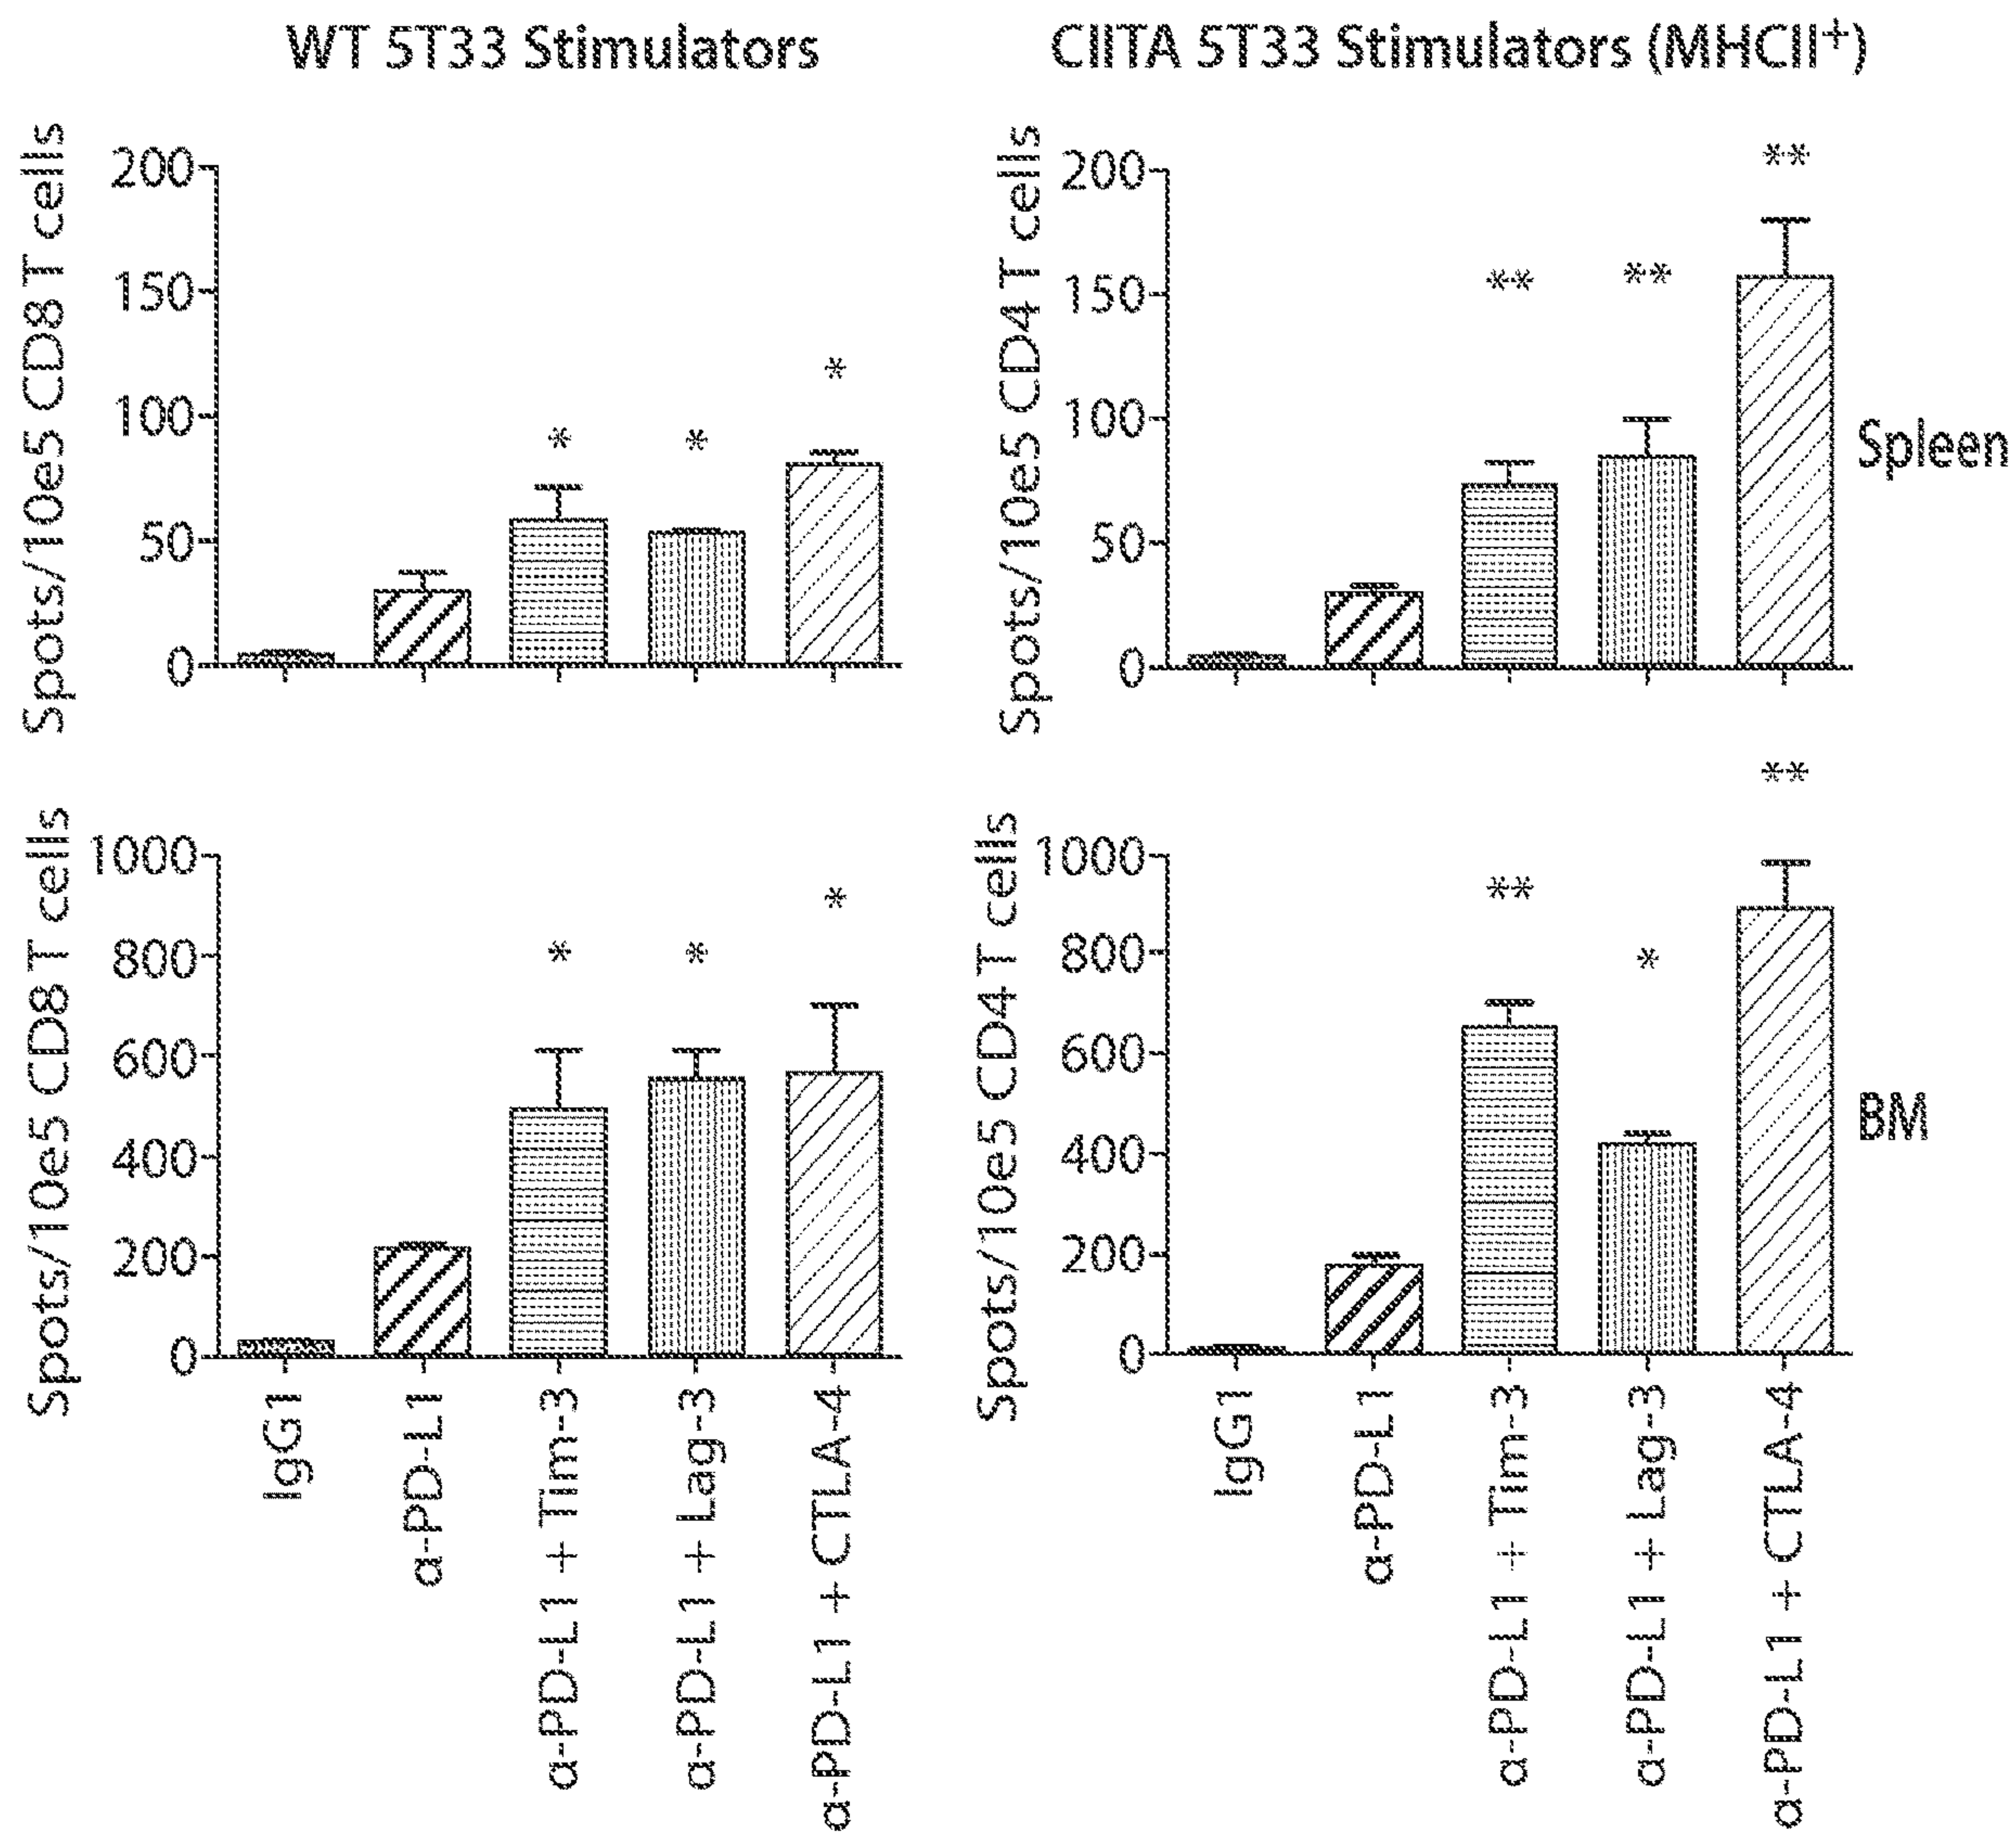 WT 5T33 Stimulators
CIITA 5T33 Stimulators (MHCII+)
Spots/10e5 CD8 T cells
200
150
100
50
0
*
*
*
Spots/10e5 CD4 T cells
200
150
100
50
0
**
**
**
Spleen
Spots/10e5 CD8 T cells
1000
800
600
400
200
0
*
*
*
IgG1
α-PD-L1
α-PD-L1 + Tim-3
α-PD-L1 + Lag-3
α-PD-L1 + CTLA-4
Spots/10e5 CD4 T cells
1000
800
600
400
200
0
**
*
**
BM
IgG1
α-PD-L1
α-PD-L1 + Tim-3
α-PD-L1 + Lag-3
α-PD-L1 + CTLA-4